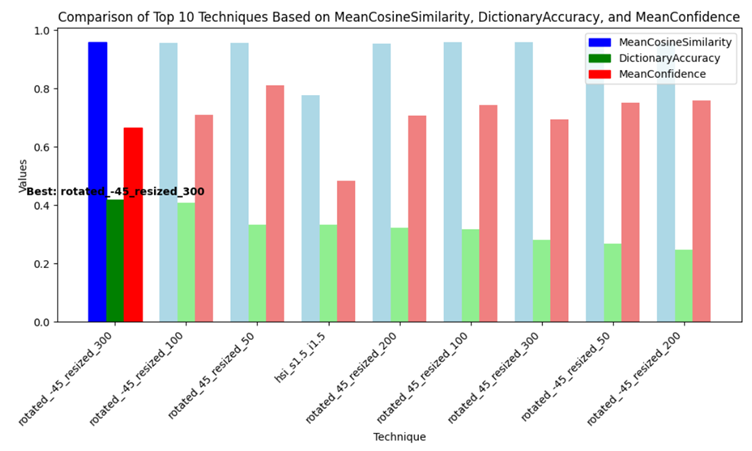 Comparison of Top 10 Techniques Based on MeanCosineSimilarity, DictionaryAccuracy, and MeanConfidence
MeanCosineSimilarity
DictionaryAccuracy
MeanConfidence
1.0
0.8
0.6
0.4
0.2
0.0
Values
Best: rotated_-45_resized_300
rotated_-45_resized_300
rotated_-45_resized_100
rotated_45_resized_50
hsi_s1.5_i1.5
rotated_45_resized_200
rotated_45_resized_100
rotated_45_resized_300
rotated_-45_resized_50
rotated_-45_resized_200
Technique